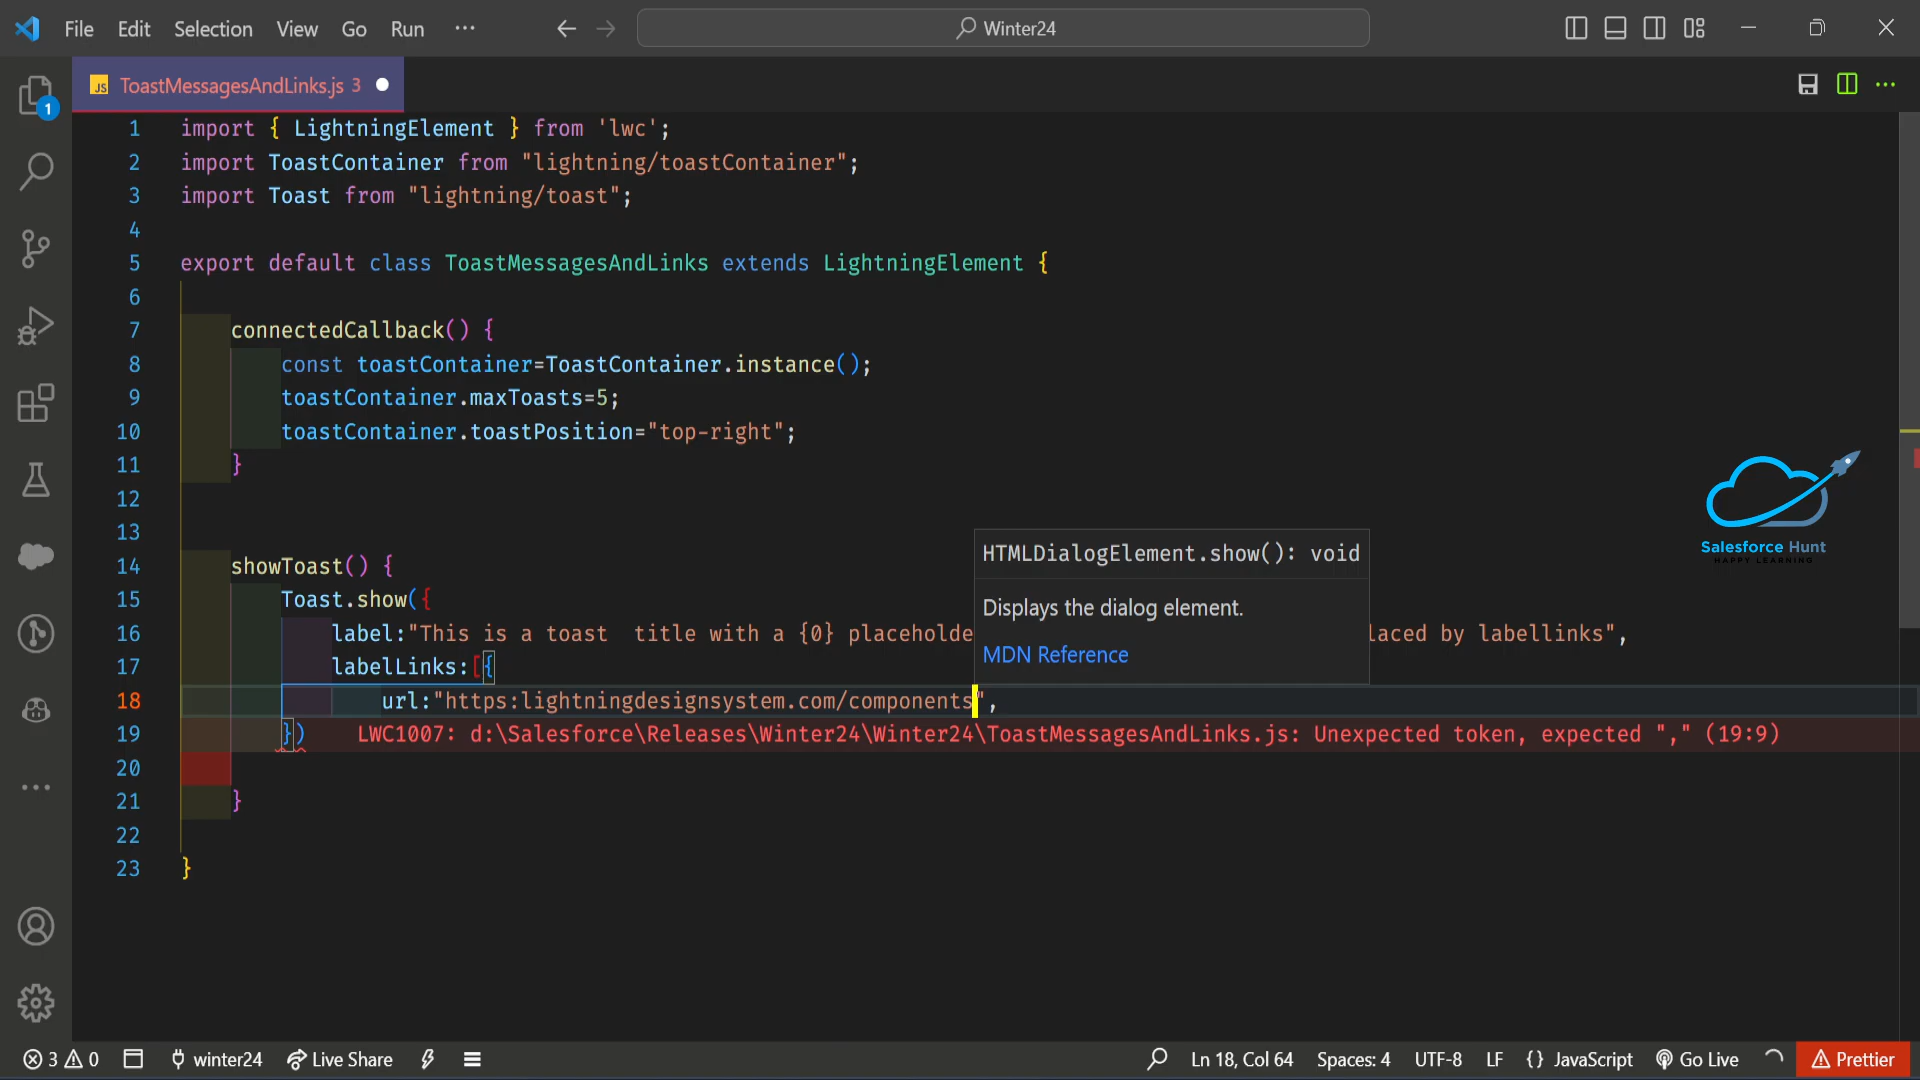 File Edit Selection View Go Run ··· Winter24
JS ToastMessagesAndLinks.js 3
1
1 import { LightningElement } from 'lwc';
2 import ToastContainer from "lightning/toastContainer";
3 import Toast from "lightning/toast";
4
5 export default class ToastMessagesAndLinks extends LightningElement {
6
7 connectedCallback() {
8 const toastContainer=ToastContainer.instance();
9 toastContainer.maxToasts=5;
10 toastContainer.toastPosition="top-right";
11 }
12
13
HTMLDialogElement.show(): void
Displays the dialog element.
MDN Reference
14 showToast() {
15 Toast.show({
16 label:"This is a toast  title with a {0} placeholde laced by labellinks",
17 labelLinks:[{
18 url:"https:lightningdesignsystem.com/components",
19 }) LWC1007: d:\Salesforce\Releases\Winter24\Winter24\ToastMessagesAndLinks.js: Unexpected token, expected "," (19:9)
20
21 }
22
23 }
Salesforce Hunt
HAPPY LEARNING
3 0 winter24 Live Share Ln 18, Col 64 Spaces: 4 UTF-8 LF {} JavaScript Go Live Prettier